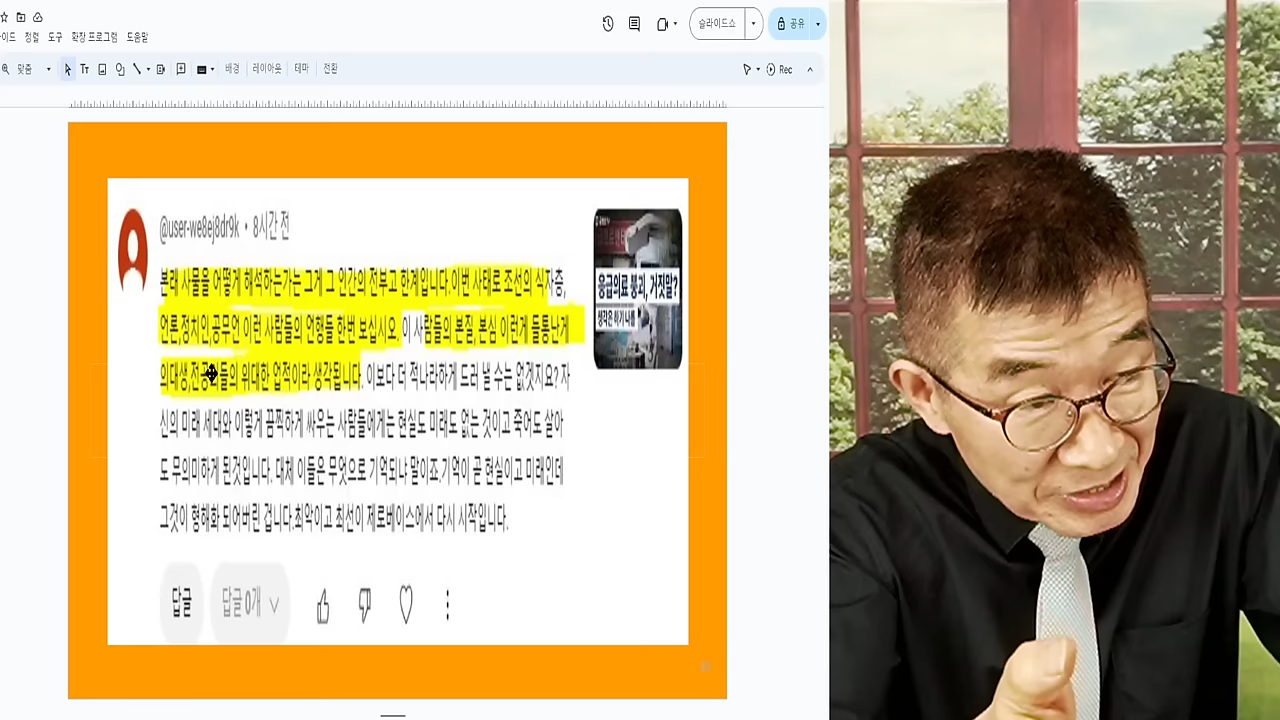 이드 정렬 도구 확장 프로그램 도움말
슬라이드쇼
공유
맞춤
Tт
배경
레이아웃
테마
전환
Rec
@user-we8ej8dr9k • 8시간 전
본래 사물을 어떻게 해석하는가는 그게 그 인간의 전부고 한계입니다.이번 사태로 조선의 식자층,
언론,정치인,공무언 이런 사람들의 언행들 한번 보십시오. 이 사람들의 본질, 본심 이런게 들통난게
의대생,전공의들의 위대한 업적이라 생각됩니다. 이보다 더 적나라하게 드러 낼 수는 없겟지요? 자
신의 미래 세대와 이렇게 끔찍하게 싸우는 사람들에게는 현실도 미래도 없는 것이고 죽어도 살아
도 무의미하게 된것입니다. 대체 이들은 무엇으로 기억되나 말이죠.기억이 곧 현실이고 미래인데
그것이 형해화 되어버린 겁니다.최악이고 최선이 제로베이스에서 다시 시작입니다.
응급의료 붕괴, 거짓말?
답글
답글 0개